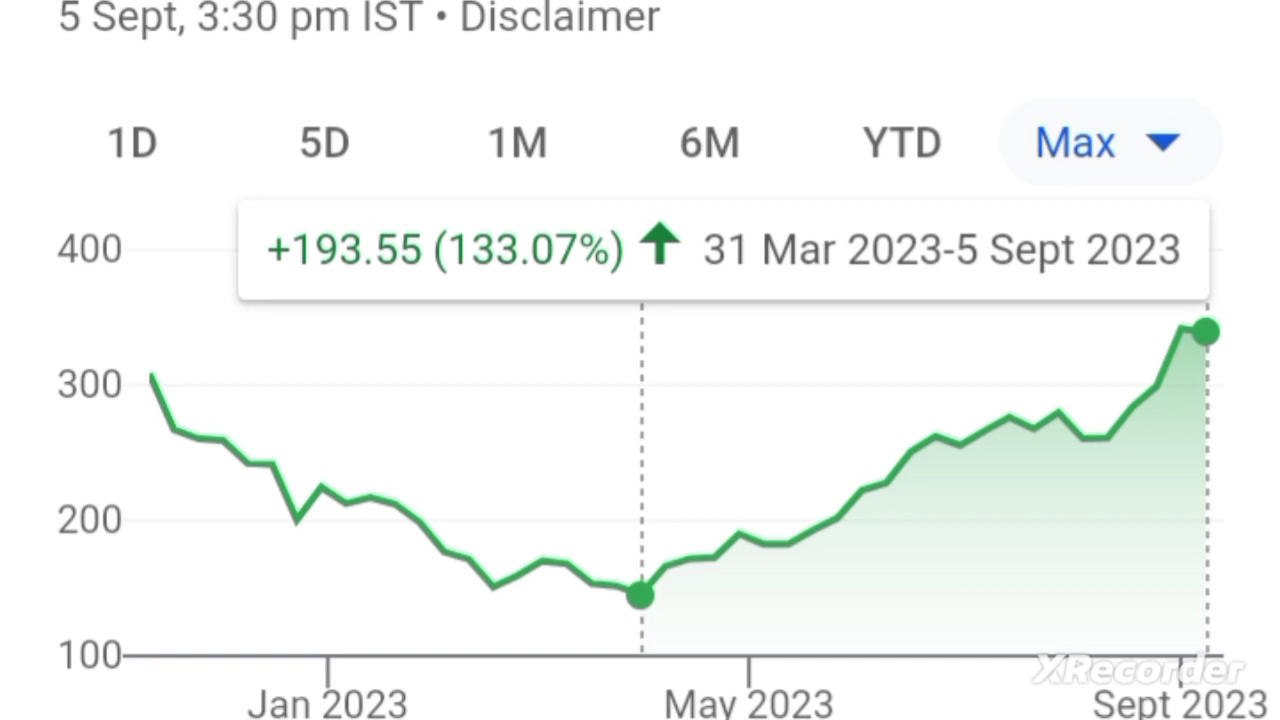 5 Sept, 3:30 pm IST • Disclaimer
1D 5D 1M 6M YTD Max
+193.55 (133.07%) 31 Mar 2023-5 Sept 2023
400
300
200
100
Jan 2023 May 2023 Sept 2023
XRecorder